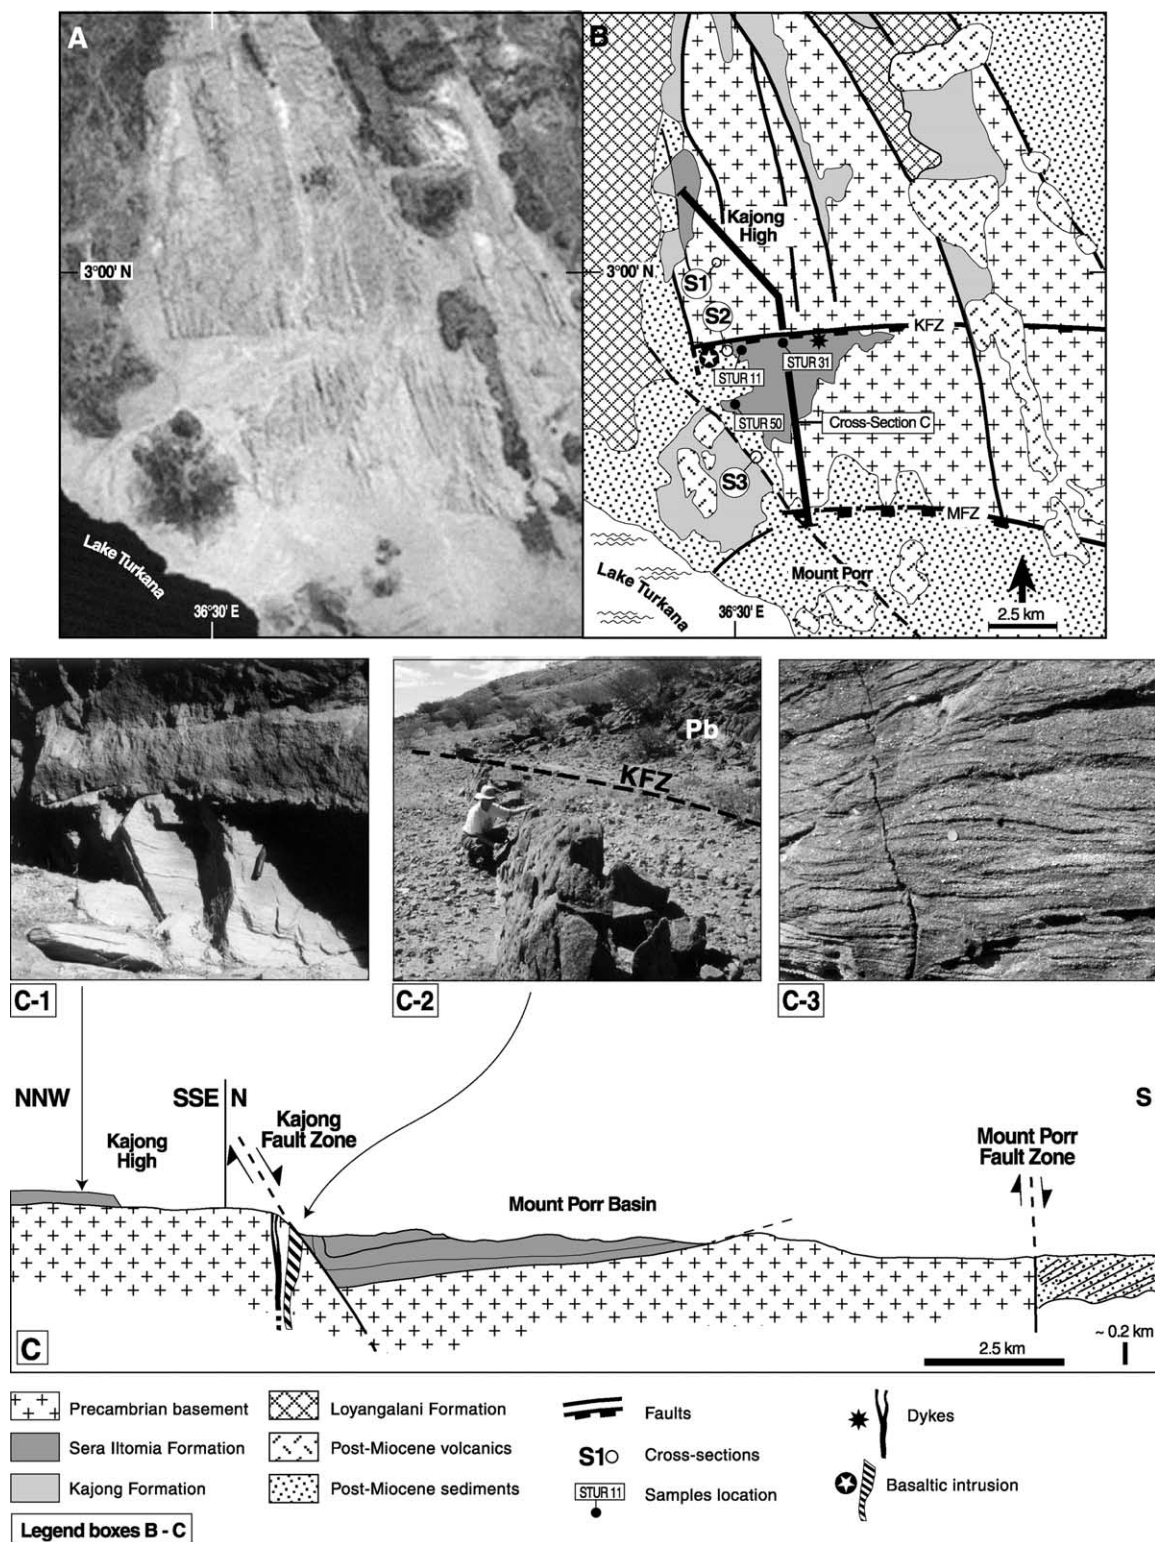 A
3°00' N
Lake Turkana
36°30' E
B
Kajong
High
3°00' N
S1
S2
KFZ
STUR 31
STUR 11
STUR 50
Cross-Section C
S3
MFZ
Mount Porr
Lake Turkana
36°30' E
2.5 km
C-1
Pb
KFZ
C-2
C-3
NNW
SSE
N
S
Kajong
High
Kajong
Fault Zone
Mount Porr Basin
Mount Porr
Fault Zone
C
2.5 km
~ 0.2 km
Precambrian basement
Sera Iltomia Formation
Kajong Formation
Loyangalani Formation
Post-Miocene volcanics
Post-Miocene sediments
Faults
S1 Cross-sections
STUR 11 Samples location
Dykes
Basaltic intrusion
Legend boxes B - C